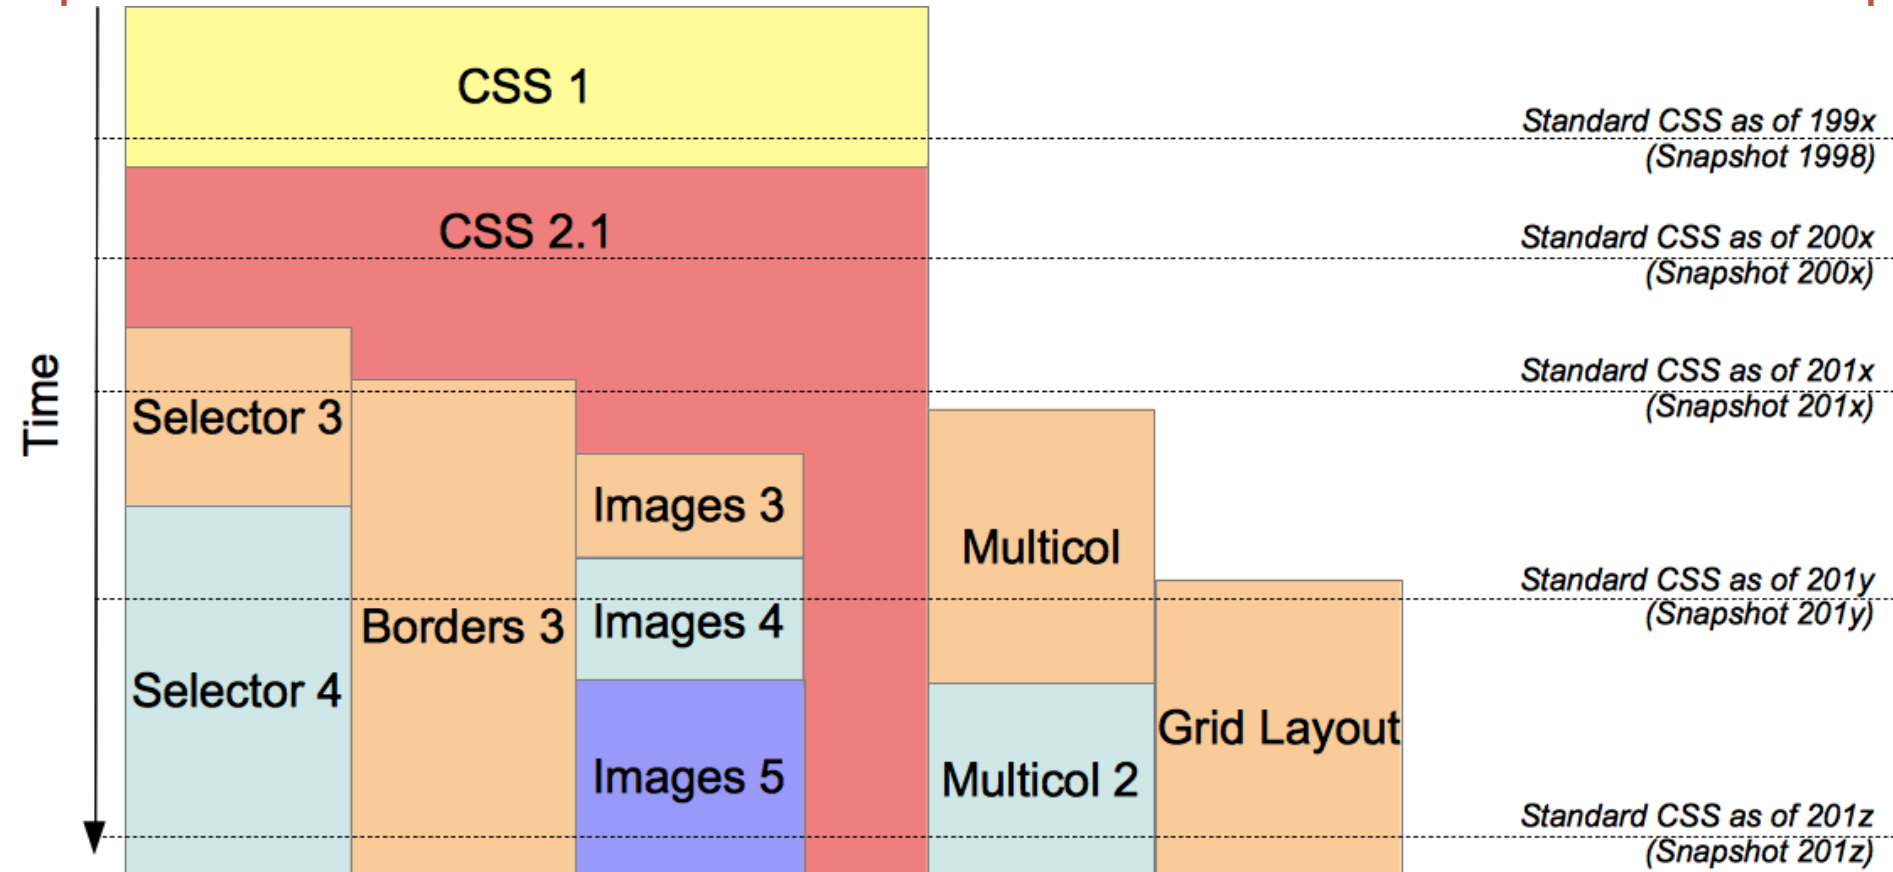 CSS 1
Standard CSS as of 199x
(Snapshot 1998)
CSS 2.1
Standard CSS as of 200x
(Snapshot 200x)
Time
Standard CSS as of 201x
(Snapshot 201x)
Selector 3
Images 3
Multicol
Standard CSS as of 201y
(Snapshot 201y)
Borders 3
Images 4
Selector 4
Grid Layout
Images 5
Multicol 2
Standard CSS as of 201z
(Snapshot 201z)